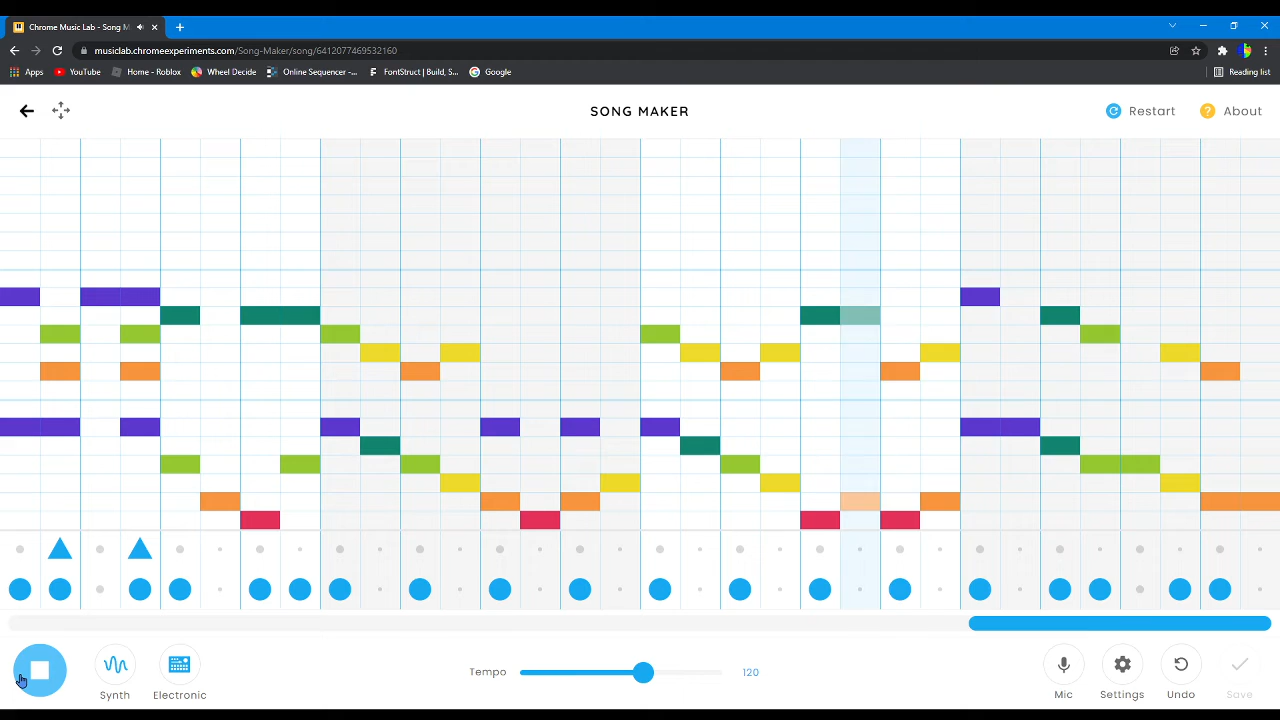 Chrome Music Lab - Song M
musiclab.chromeexperiments.com/Song-Maker/song/6412077469532160
Apps YouTube Home - Roblox Wheel Decide Online Sequencer -... FontStruct | Build, S... Google Reading list
SONG MAKER
Restart
About
Synth
Electronic
Tempo
120
Mic
Settings
Undo
Save